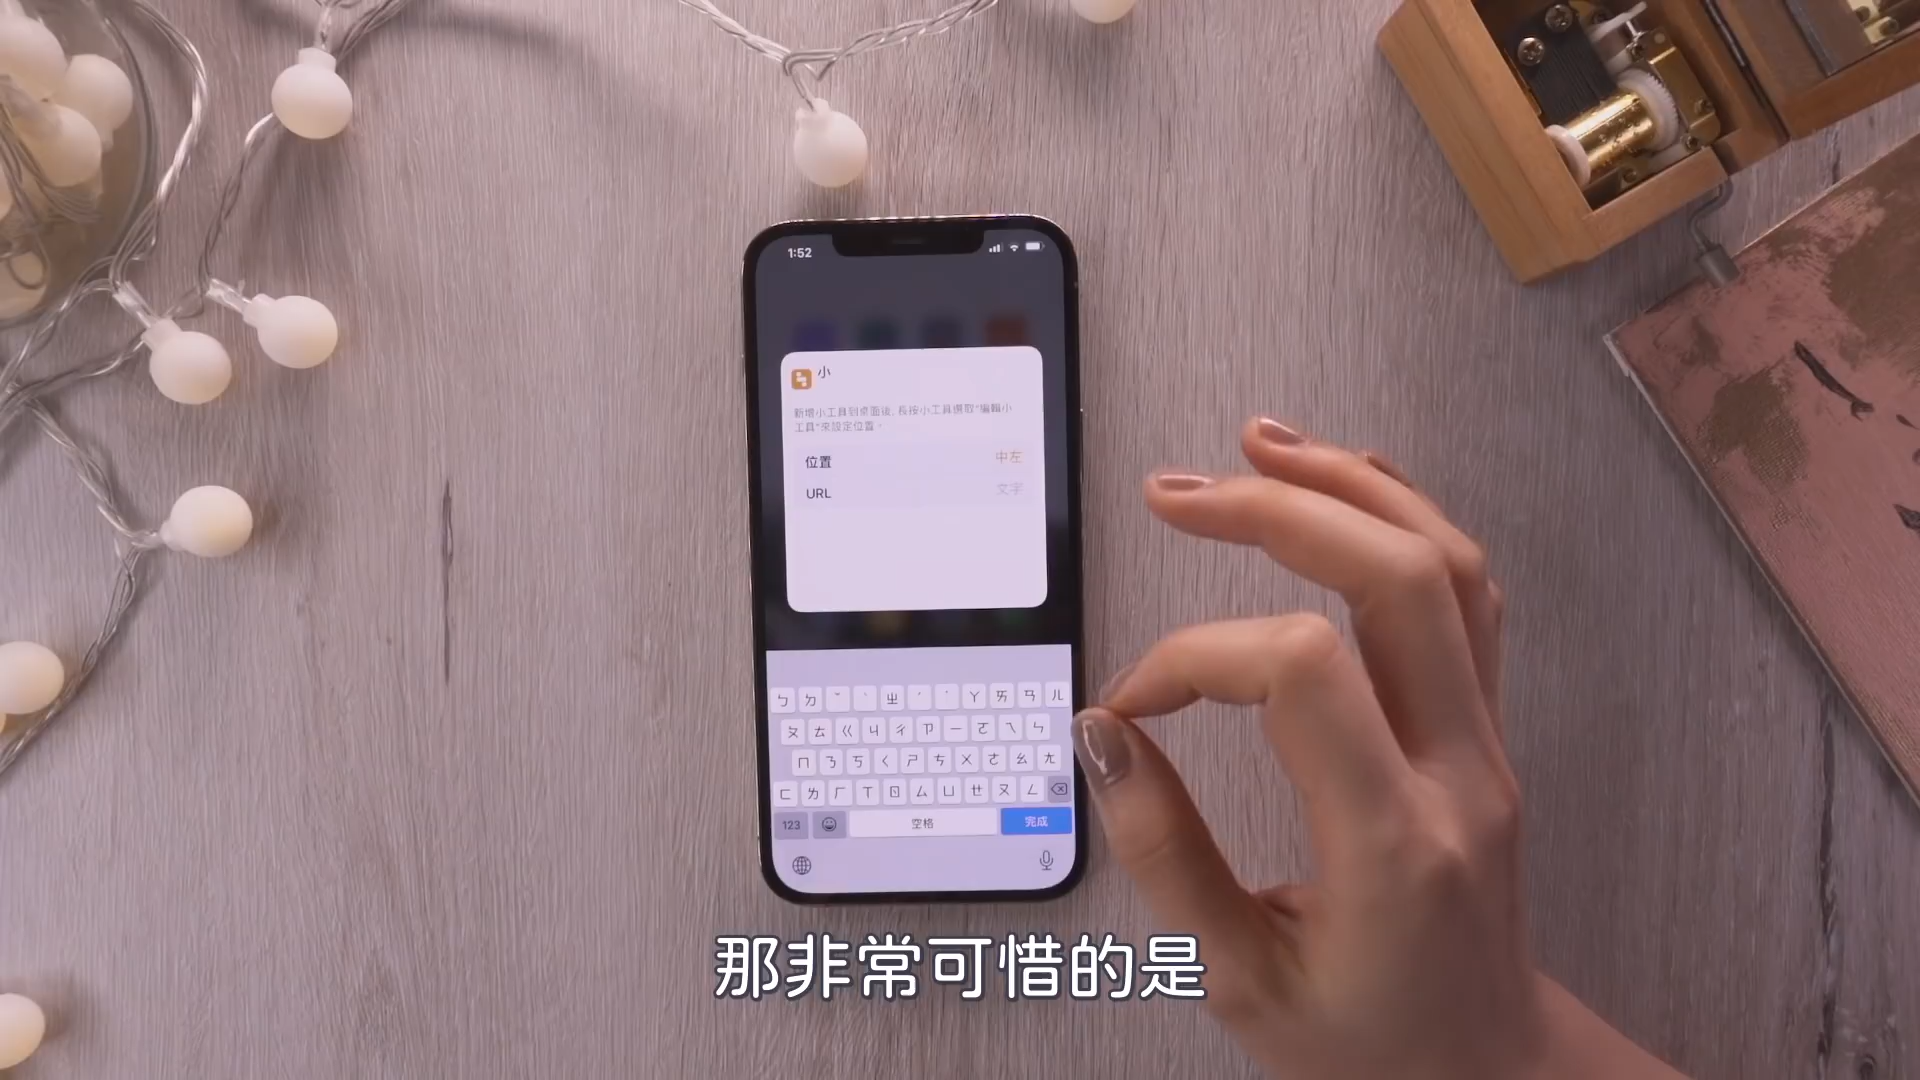 1:52
小
新增小工具到桌面後, 長按小工具選取"編輯小
工具"來設定位置。
位置 中左
URL 文字
ㄅ ㄉ ˇ ˋ ㄓ ˊ ˙ ㄚ ㄞ ㄢ ㄦ
ㄆ ㄊ ㄍ ㄐ ㄔ ㄗ ㄧ ㄛ ㄟ ㄣ
ㄇ ㄋ ㄎ ㄑ ㄕ ㄘ ㄨ ㄜ ㄠ ㄤ
ㄈ ㄌ ㄏ ㄒ ㄖ ㄙ ㄩ ㄝ ㄡ ㄥ
123 空格 完成
那非常可惜的是